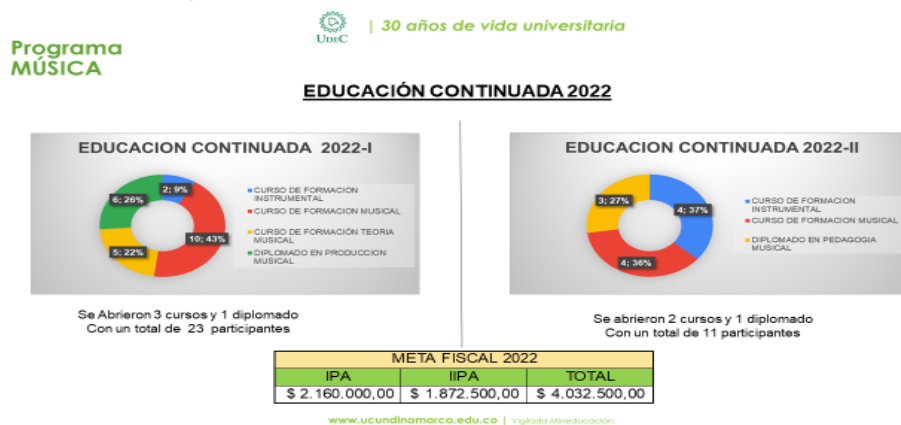 UDEC
| 30 años de vida universitaria
Programa
MÚSICA
EDUCACIÓN CONTINUADA 2022
EDUCACION CONTINUADA 2022-I
2; 9%
6; 26%
10; 43%
5; 22%
CURSO DE FORMACION
INSTRUMENTAL
CURSO DE FORMACION MUSICAL
CURSO DE FORMACIÓN TEORIA
MUSICAL
DIPLOMADO EN PRODUCCION
MUSICAL
Se Abrieron 3 cursos y 1 diplomado
Con un total de 23 participantes
EDUCACION CONTINUADA 2022-II
3; 27%
4; 37%
4; 36%
CURSO DE FORMACION
INSTRUMENTAL
CURSO DE FORMACION MUSICAL
DIPLOMADO EN PEDAGOGIA
MUSICAL
Se abrieron 2 cursos y 1 diplomado
Con un total de 11 participantes
META FISCAL 2022
IPA IIPA TOTAL
$ 2.160.000,00 $ 1.872.500,00 $ 4.032.500,00
www.ucundinamarca.edu.co | Vigilada Mineducación